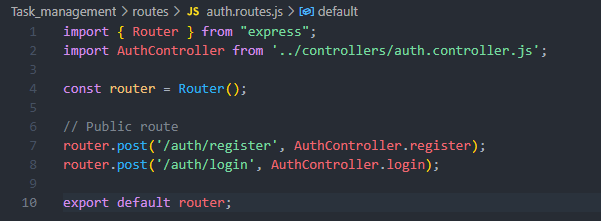 Task_management > routes > JS auth.routes.js > default
1 import { Router } from "express";
2 import AuthController from '../controllers/auth.controller.js';
3
4 const router = Router();
5
6 // Public route
7 router.post('/auth/register', AuthController.register);
8 router.post('/auth/login', AuthController.login);
9
10 export default router;